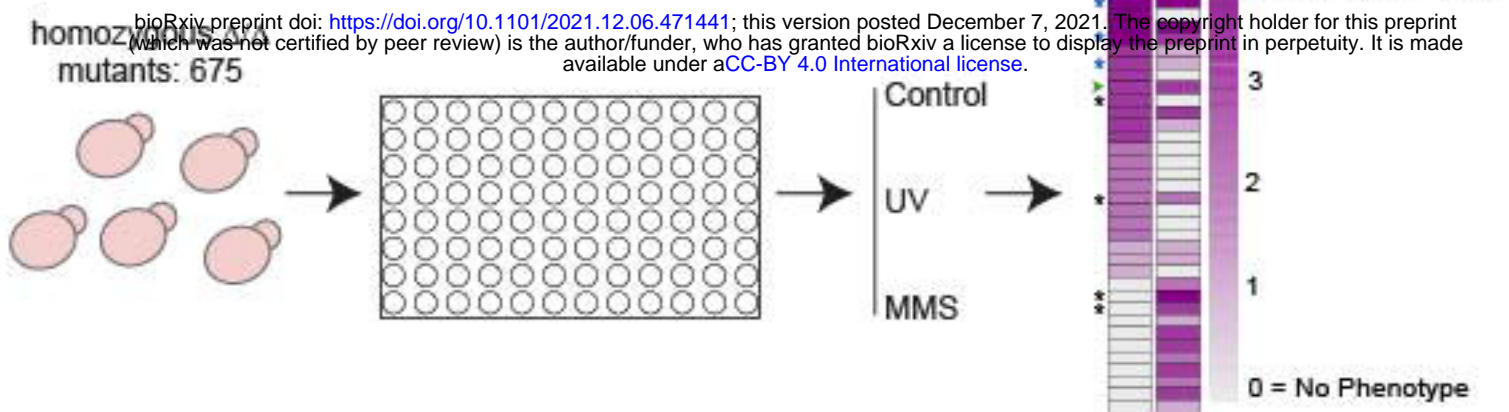 bioRxiv preprint doi: https://doi.org/10.1101/2021.12.06.471441; this version posted December 7, 2021. The copyright holder for this preprint
(which was not certified by peer review) is the author/funder, who has granted bioRxiv a license to display the preprint in perpetuity. It is made
available under aCC-BY 4.0 International license.
homozygous Δ/Δ
mutants: 675
Control
UV
MMS
3
2
1
0 = No Phenotype